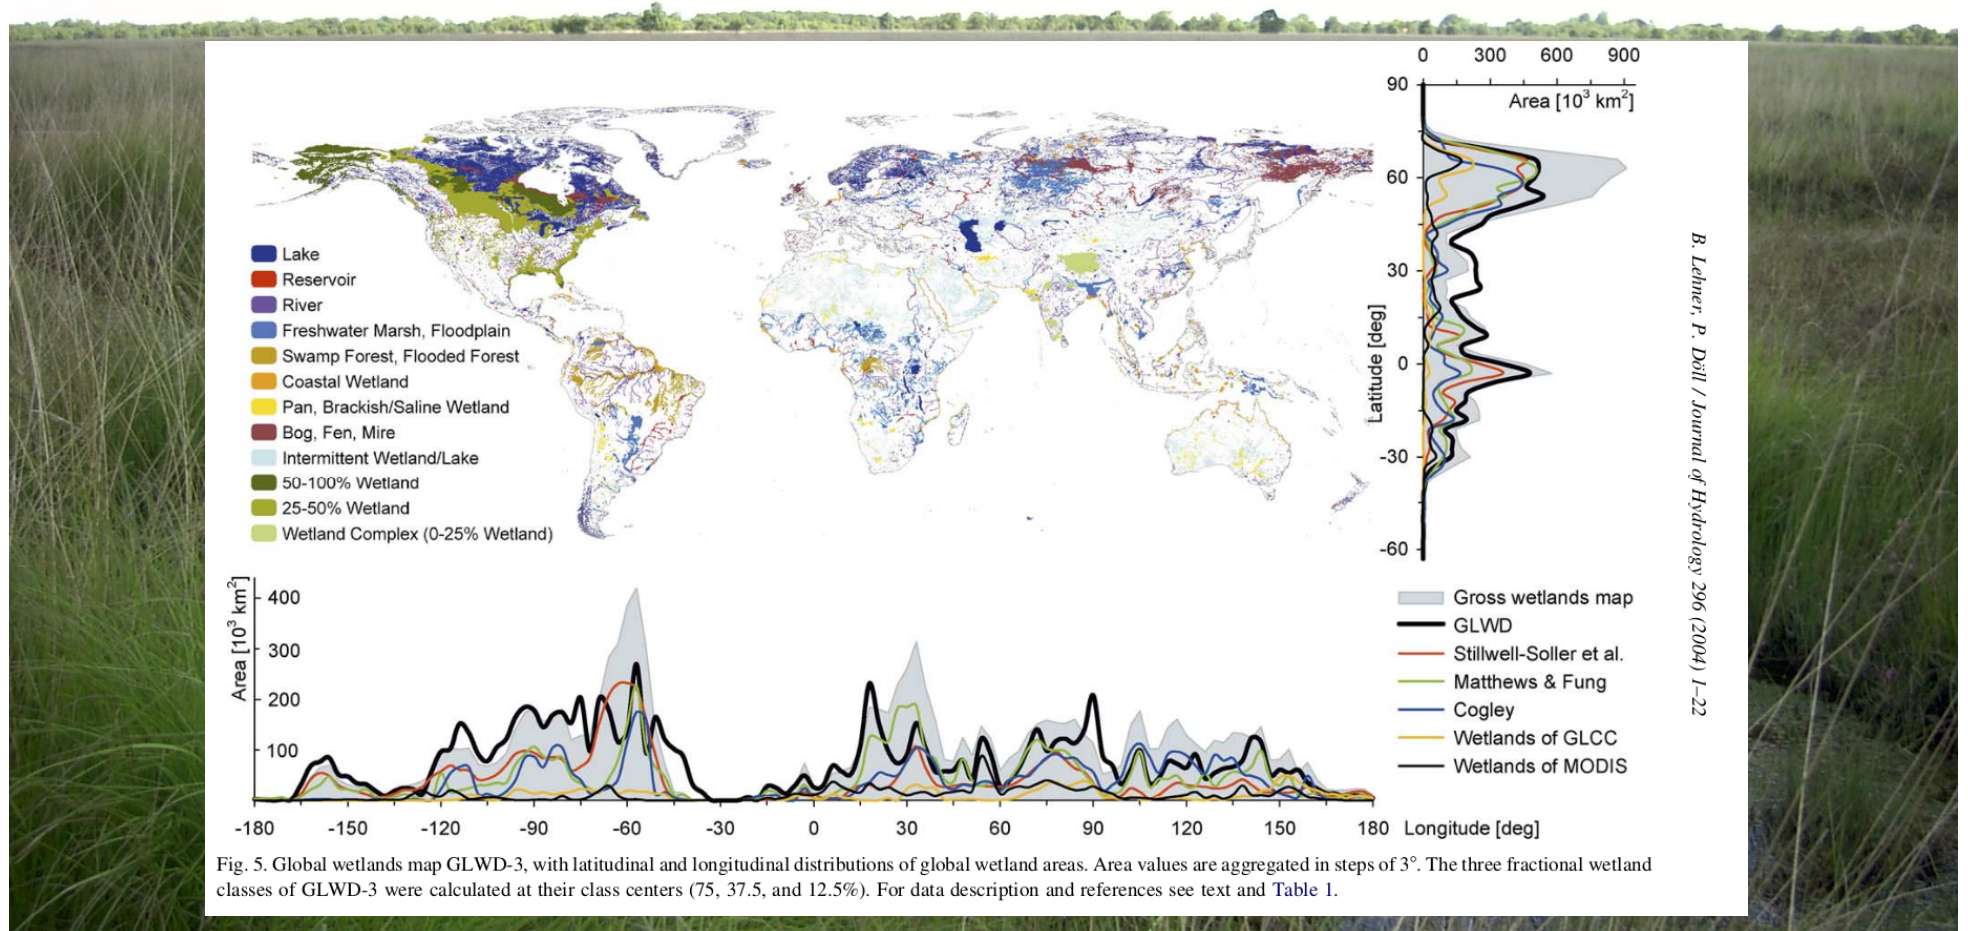 0 300 600 900
Area [10³ km²]
90
60
30
0
-30
-60
Latitude [deg]
Lake
Reservoir
River
Freshwater Marsh, Floodplain
Swamp Forest, Flooded Forest
Coastal Wetland
Pan, Brackish/Saline Wetland
Bog, Fen, Mire
Intermittent Wetland/Lake
50-100% Wetland
25-50% Wetland
Wetland Complex (0-25% Wetland)
B. Lehner, P. Döll / Journal of Hydrology 296 (2004) 1–22
Area [10³ km²]
400
300
200
100
-180 -150 -120 -90 -60 -30 0 30 60 90 120 150 180 Longitude [deg]
Gross wetlands map
GLWD
Stillwell-Soller et al.
Matthews & Fung
Cogley
Wetlands of GLCC
Wetlands of MODIS
Fig. 5. Global wetlands map GLWD-3, with latitudinal and longitudinal distributions of global wetland areas. Area values are aggregated in steps of 3°. The three fractional wetland
classes of GLWD-3 were calculated at their class centers (75, 37.5, and 12.5%). For data description and references see text and Table 1.